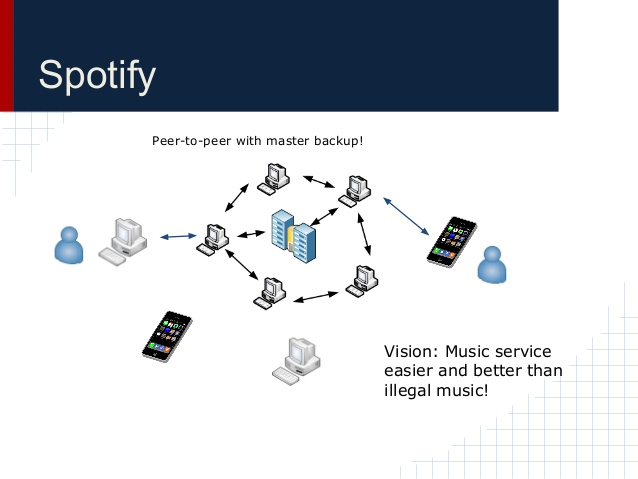 Spotify
Peer-to-peer with master backup!
Vision: Music service
easier and better than
illegal music!